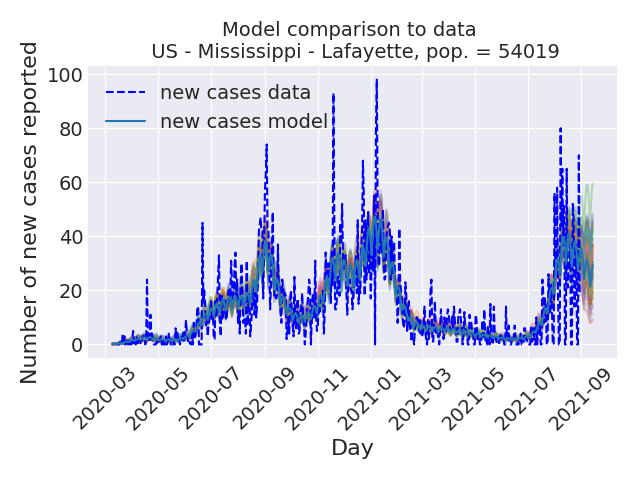 Model comparison to data
US - Mississippi - Lafayette, pop. = 54019
Number of new cases reported
100
80
60
40
20
0
new cases data
new cases model
2020-03
2020-05
2020-07
2020-09
2020-11
2021-01
2021-03
2021-05
2021-07
2021-09
Day